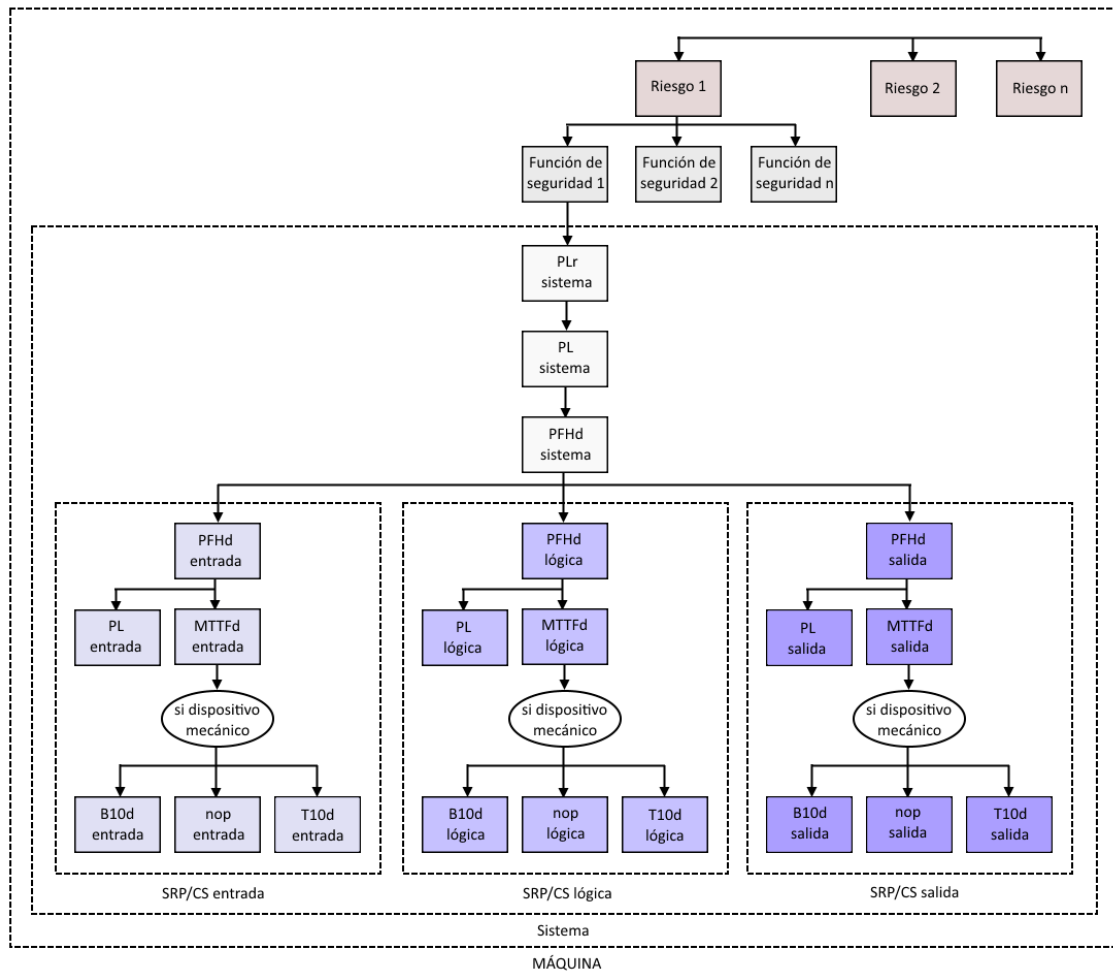 Riesgo 1
Riesgo 2
Riesgo n
Función de
seguridad 1
Función de
seguridad 2
Función de
seguridad n
PLr
sistema
PL
sistema
PFHd
sistema
PFHd
entrada
PFHd
lógica
PFHd
salida
PL
entrada
MTTFd
entrada
PL
lógica
MTTFd
lógica
PL
salida
MTTFd
salida
si dispositivo
mecánico
si dispositivo
mecánico
si dispositivo
mecánico
B10d
entrada
nop
entrada
T10d
entrada
B10d
lógica
nop
lógica
T10d
lógica
B10d
salida
nop
salida
T10d
salida
SRP/CS entrada
SRP/CS lógica
SRP/CS salida
Sistema
MÁQUINA